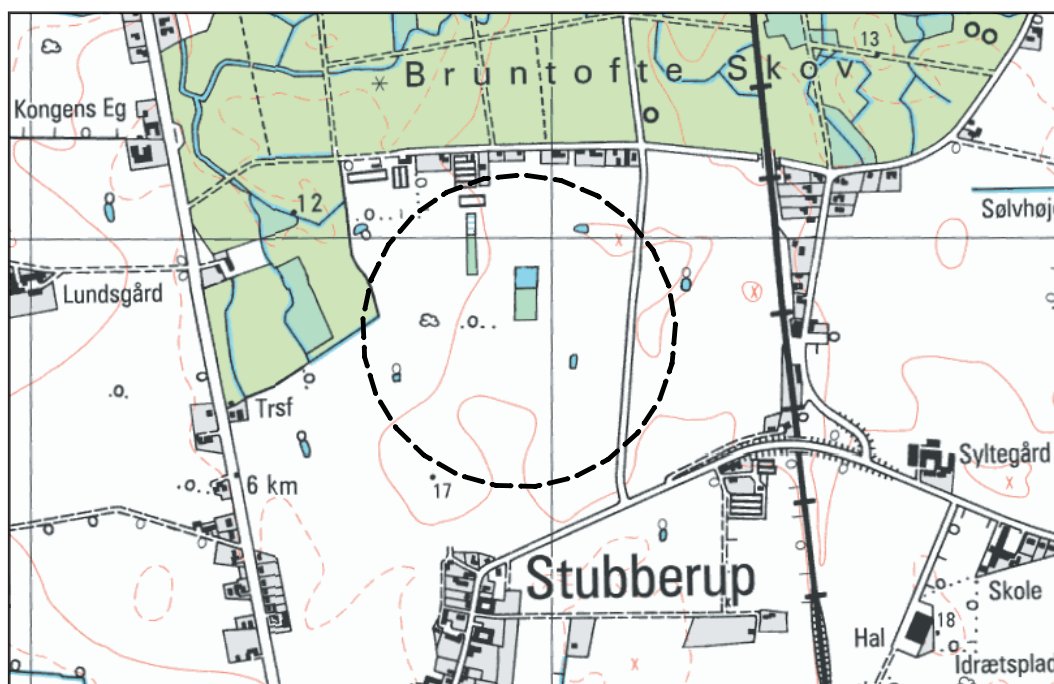 13
Bruntofte Skov
Kongens Eg
12
Sølvhøj
Lundsgård
Trsf
Syltegård
6 km
17
Stubberup
Skole
18
Hal
Idrætsplad